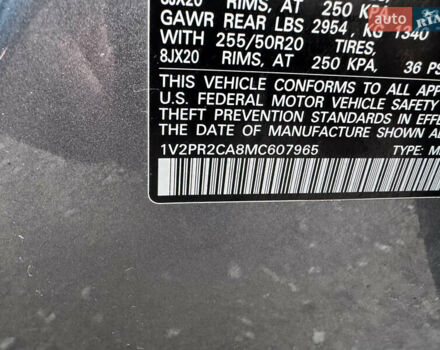 auto RIA
8JX20 RIMS, AT 250 KPA,
GAWR REAR LBS 2954, KG 1340
WITH 255/50R20 TIRES,
8JX20 RIMS, AT 250 KPA, 36 PS
THIS VEHICLE CONFORMS TO ALL APP
U.S. FEDERAL MOTOR VEHICLE SAFETY
THEFT PREVENTION STANDARDS IN EFFE
THE DATE OF MANUFACTURE SHOWN A
1V2PR2CA8MC607965 TYPE: M